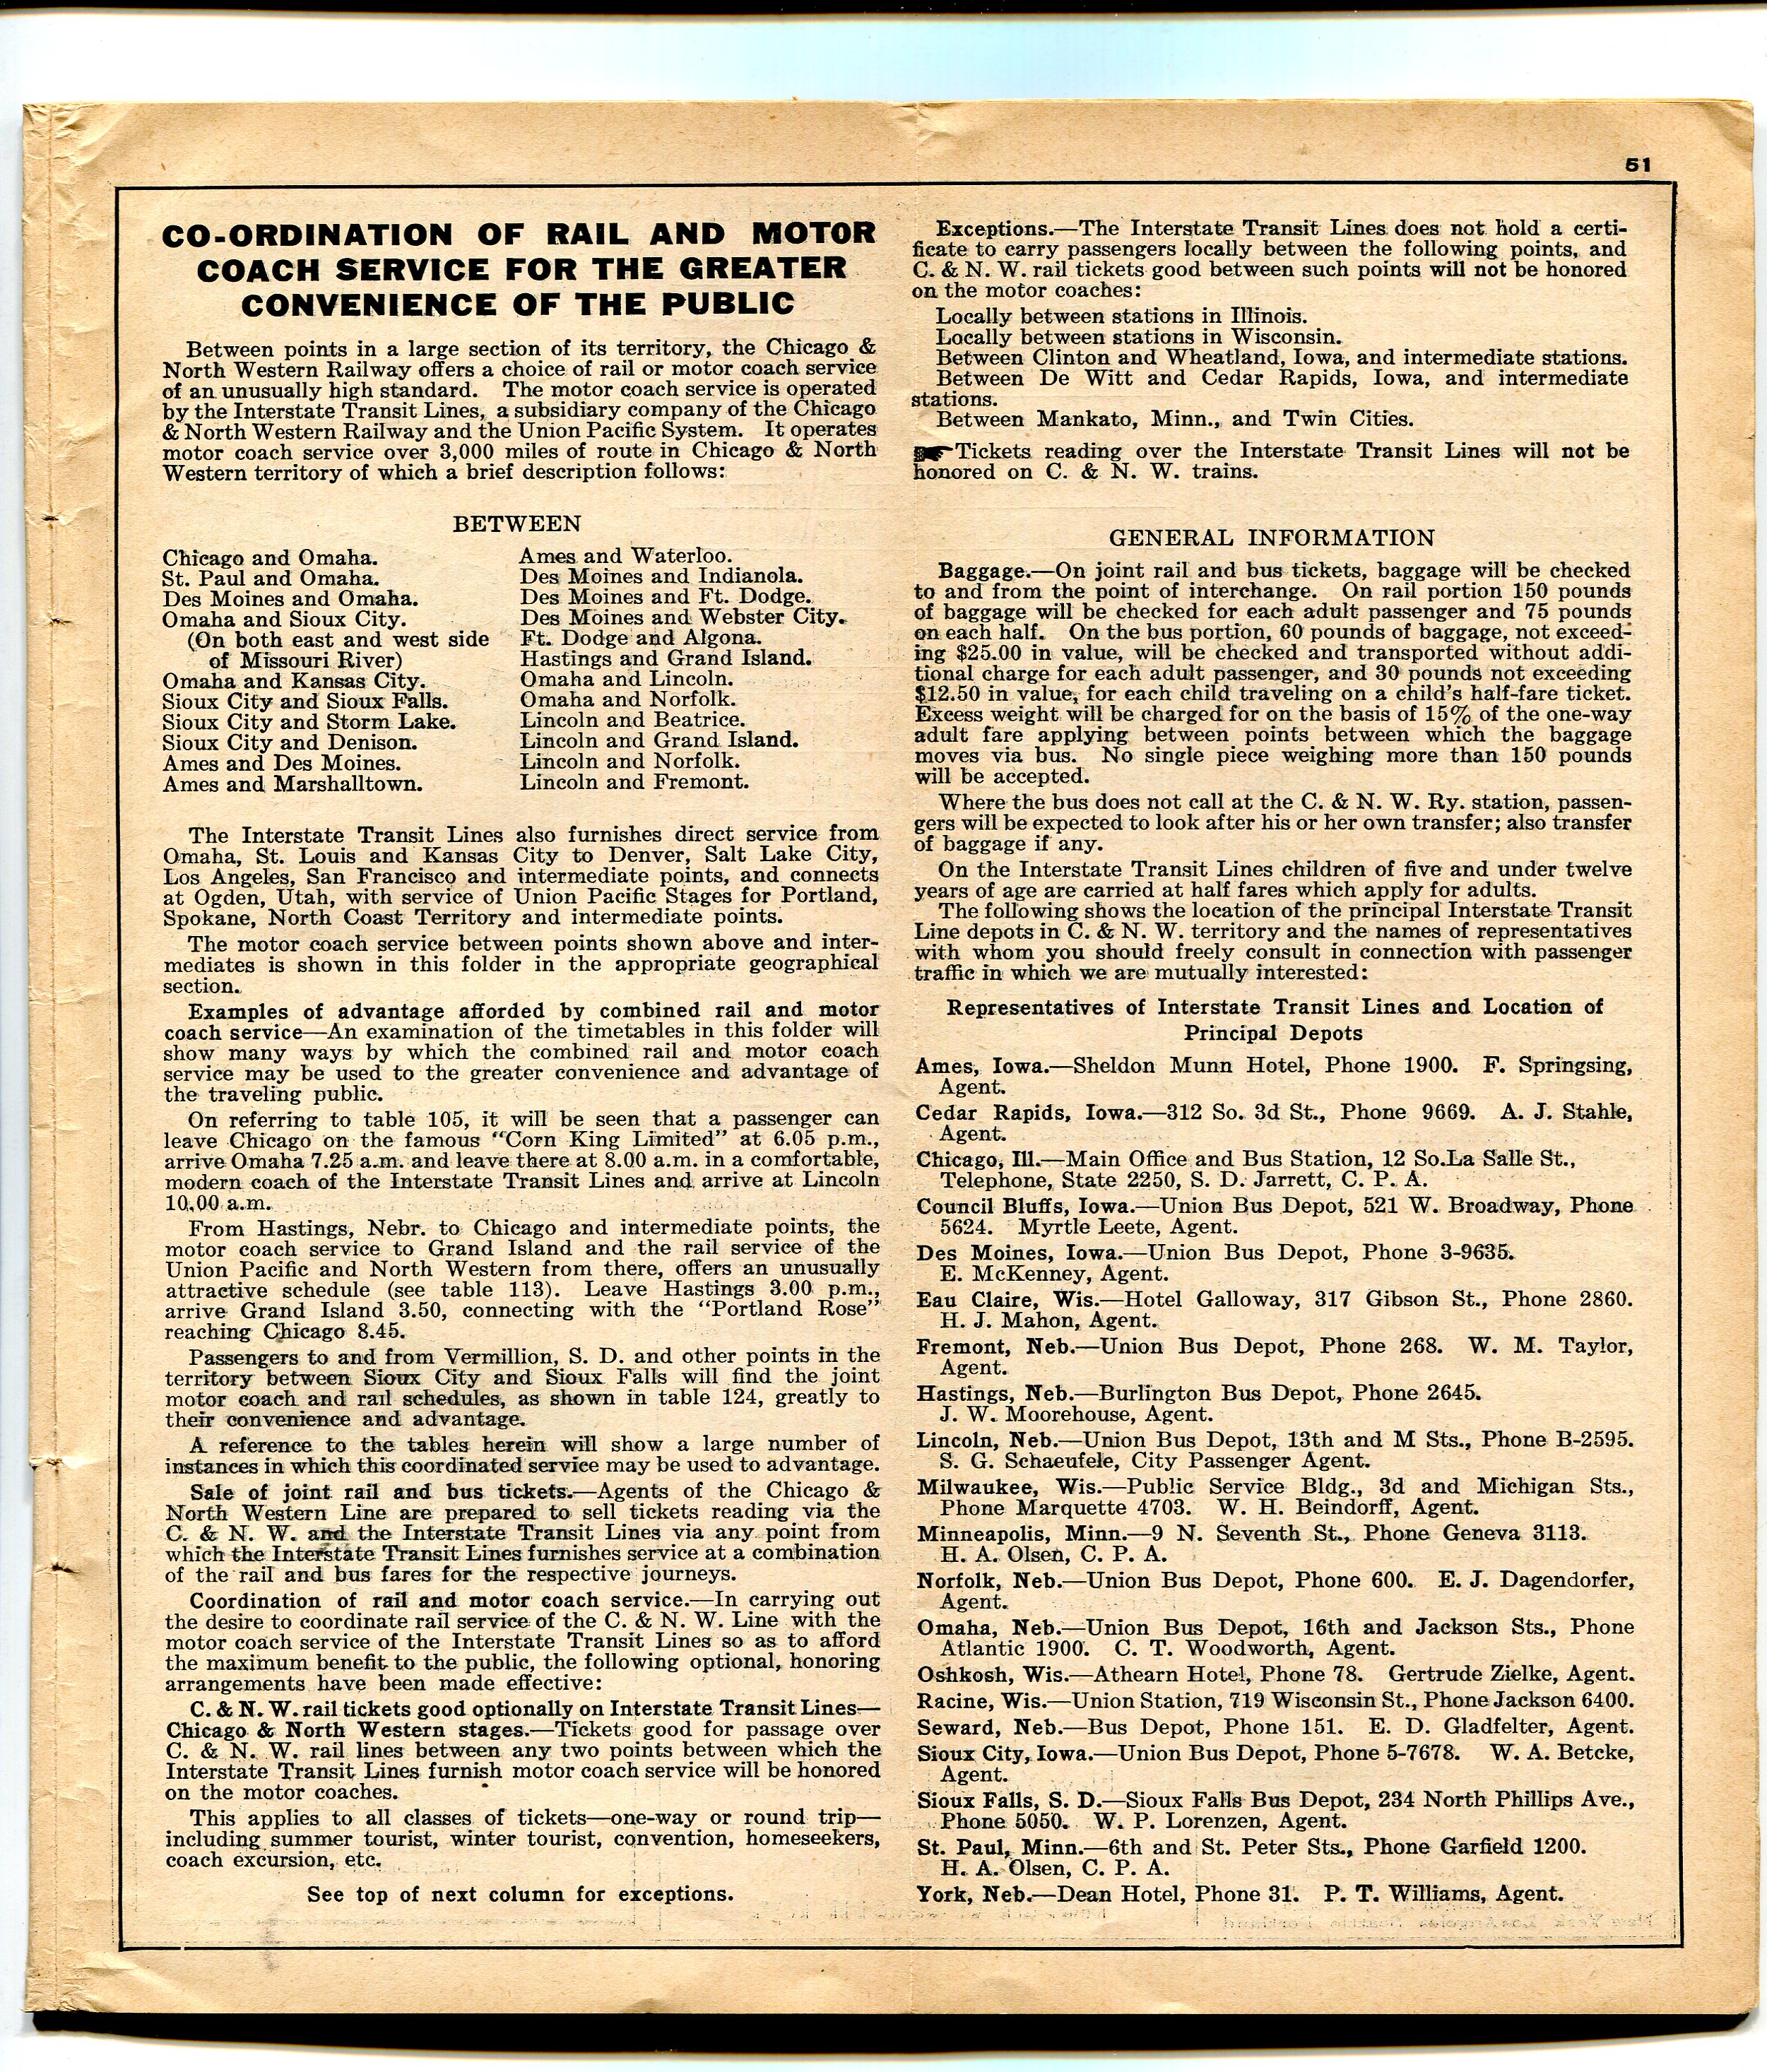 51
CO-ORDINATION OF RAIL AND MOTOR
COACH SERVICE FOR THE GREATER
CONVENIENCE OF THE PUBLIC
Between points in a large section of its territory, the Chicago &
North Western Railway offers a choice of rail or motor coach service
of an unusually high standard. The motor coach service is operated
by the Interstate Transit Lines, a subsidiary company of the Chicago
& North Western Railway and the Union Pacific System. It operates
motor coach service over 3,000 miles of route in Chicago & North
Western territory of which a brief description follows:
BETWEEN
Chicago and Omaha.
St. Paul and Omaha.
Des Moines and Omaha.
Omaha and Sioux City.
(On both east and west side
of Missouri River)
Omaha and Kansas City.
Sioux City and Sioux Falls.
Sioux City and Storm Lake.
Sioux City and Denison.
Ames and Des Moines.
Ames and Marshalltown.
Ames and Waterloo.
Des Moines and Indianola.
Des Moines and Ft. Dodge.
Des Moines and Webster City.
Ft. Dodge and Algona.
Hastings and Grand Island.
Omaha and Lincoln.
Omaha and Norfolk.
Lincoln and Beatrice.
Lincoln and Grand Island.
Lincoln and Norfolk.
Lincoln and Fremont.
The Interstate Transit Lines also furnishes direct service from
Omaha, St. Louis and Kansas City to Denver, Salt Lake City,
Los Angeles, San Francisco and intermediate points, and connects
at Ogden, Utah, with service of Union Pacific Stages for Portland,
Spokane, North Coast Territory and intermediate points.
The motor coach service between points shown above and inter-
mediates is shown in this folder in the appropriate geographical
section.
Examples of advantage afforded by combined rail and motor
coach service—An examination of the timetables in this folder will
show many ways by which the combined rail and motor coach
service may be used to the greater convenience and advantage of
the traveling public.
On referring to table 105, it will be seen that a passenger can
leave Chicago on the famous "Corn King Limited" at 6.05 p.m.,
arrive Omaha 7.25 a.m. and leave there at 8.00 a.m. in a comfortable,
modern coach of the Interstate Transit Lines and arrive at Lincoln
10.00 a.m.
From Hastings, Nebr. to Chicago and intermediate points, the
motor coach service to Grand Island and the rail service of the
Union Pacific and North Western from there, offers an unusually
attractive schedule (see table 113). Leave Hastings 3.00 p.m.,
arrive Grand Island 3.50, connecting with the "Portland Rose"
reaching Chicago 8.45.
Passengers to and from Vermillion, S. D. and other points in the
territory between Sioux City and Sioux Falls will find the joint
motor coach and rail schedules, as shown in table 124, greatly to
their convenience and advantage.
A reference to the tables herein will show a large number of
instances in which this coordinated service may be used to advantage.
Sale of joint rail and bus tickets.—Agents of the Chicago &
North Western Line are prepared to sell tickets reading via the
C. & N. W. and the Interstate Transit Lines via any point from
which the Interstate Transit Lines furnishes service at a combination
of the rail and bus fares for the respective journeys.
Coordination of rail and motor coach service.—In carrying out
the desire to coordinate rail service of the C. & N. W. Line with the
motor coach service of the Interstate Transit Lines so as to afford
the maximum benefit to the public, the following optional, honoring
arrangements have been made effective:
C. & N. W. rail tickets good optionally on Interstate Transit Lines—
Chicago & North Western stages.—Tickets good for passage over
C. & N. W. rail lines between any two points between which the
Interstate Transit Lines furnish motor coach service will be honored
on the motor coaches.
This applies to all classes of tickets—one-way or round trip—
including summer tourist, winter tourist, convention, homeseekers,
coach excursion, etc.
See top of next column for exceptions.
Exceptions.—The Interstate Transit Lines does not hold a certi-
ficate to carry passengers locally between the following points, and
C. & N. W. rail tickets good between such points will not be honored
on the motor coaches:
Locally between stations in Illinois.
Locally between stations in Wisconsin.
Between Clinton and Wheatland, Iowa, and intermediate stations.
Between De Witt and Cedar Rapids, Iowa, and intermediate
stations.
Between Mankato, Minn., and Twin Cities.
☛Tickets reading over the Interstate Transit Lines will not be
honored on C. & N. W. trains.
GENERAL INFORMATION
Baggage.—On joint rail and bus tickets, baggage will be checked
to and from the point of interchange. On rail portion 150 pounds
of baggage will be checked for each adult passenger and 75 pounds
on each half. On the bus portion, 60 pounds of baggage, not exceed-
ing $25.00 in value, will be checked and transported without addi-
tional charge for each adult passenger, and 30 pounds not exceeding
$12.50 in value, for each child traveling on a child's half-fare ticket.
Excess weight will be charged for on the basis of 15% of the one-way
adult fare applying between points between which the baggage
moves via bus. No single piece weighing more than 150 pounds
will be accepted.
Where the bus does not call at the C. & N. W. Ry. station, passen-
gers will be expected to look after his or her own transfer; also transfer
of baggage if any.
On the Interstate Transit Lines children of five and under twelve
years of age are carried at half fares which apply for adults.
The following shows the location of the principal Interstate Transit
Line depots in C. & N. W. territory and the names of representatives
with whom you should freely consult in connection with passenger
traffic in which we are mutually interested:
Representatives of Interstate Transit Lines and Location of
Principal Depots
Ames, Iowa.—Sheldon Munn Hotel, Phone 1900. F. Springsing,
Agent.
Cedar Rapids, Iowa.—312 So. 3d St., Phone 9669. A. J. Stahle,
Agent.
Chicago, Ill.—Main Office and Bus Station, 12 So.La Salle St.,
Telephone, State 2250, S. D. Jarrett, C. P. A.
Council Bluffs, Iowa.—Union Bus Depot, 521 W. Broadway, Phone
5624. Myrtle Leete, Agent.
Des Moines, Iowa.—Union Bus Depot, Phone 3-9635.
E. McKenney, Agent.
Eau Claire, Wis.—Hotel Galloway, 317 Gibson St., Phone 2860.
H. J. Mahon, Agent.
Fremont, Neb.—Union Bus Depot, Phone 268. W. M. Taylor,
Agent.
Hastings, Neb.—Burlington Bus Depot, Phone 2645.
J. W. Moorehouse, Agent.
Lincoln, Neb.—Union Bus Depot, 13th and M Sts., Phone B-2595.
S. G. Schaeufele, City Passenger Agent.
Milwaukee, Wis.—Public Service Bldg., 3d and Michigan Sts.,
Phone Marquette 4703. W. H. Beindorff, Agent.
Minneapolis, Minn.—9 N. Seventh St., Phone Geneva 3113.
H. A. Olsen, C. P. A.
Norfolk, Neb.—Union Bus Depot, Phone 600. E. J. Dagendorfer,
Agent.
Omaha, Neb.—Union Bus Depot, 16th and Jackson Sts., Phone
Atlantic 1900. C. T. Woodworth, Agent.
Oshkosh, Wis.—Athearn Hotel, Phone 78. Gertrude Zielke, Agent.
Racine, Wis.—Union Station, 719 Wisconsin St., Phone Jackson 6400.
Seward, Neb.—Bus Depot, Phone 151. E. D. Gladfelter, Agent.
Sioux City, Iowa.—Union Bus Depot, Phone 5-7678. W. A. Betcke,
Agent.
Sioux Falls, S. D.—Sioux Falls Bus Depot, 234 North Phillips Ave.,
Phone 5050. W. P. Lorenzen, Agent.
St. Paul, Minn.—6th and St. Peter Sts., Phone Garfield 1200.
H. A. Olsen, C. P. A.
York, Neb.—Dean Hotel, Phone 31. P. T. Williams, Agent.